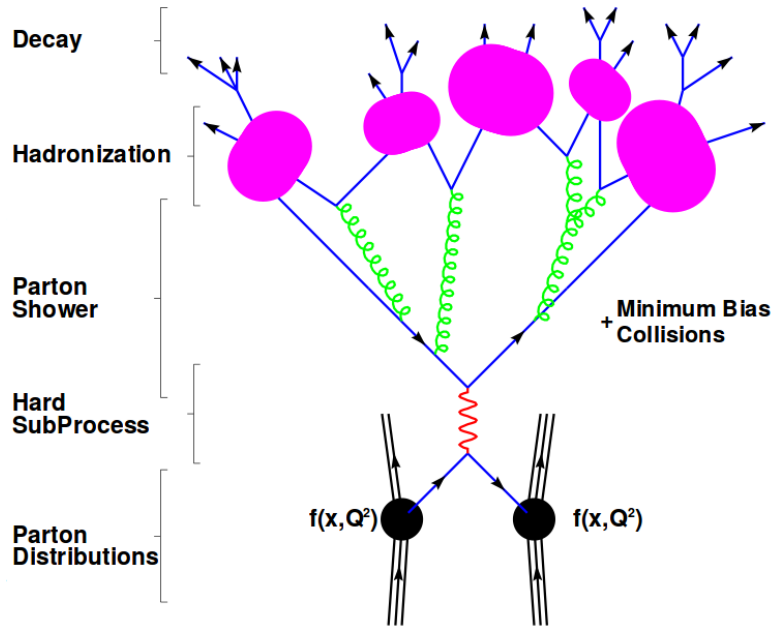 Decay
Hadronization
Parton
Shower
+ Minimum Bias
Collisions
Hard
SubProcess
f(x,Q²)
f(x,Q²)
Parton
Distributions